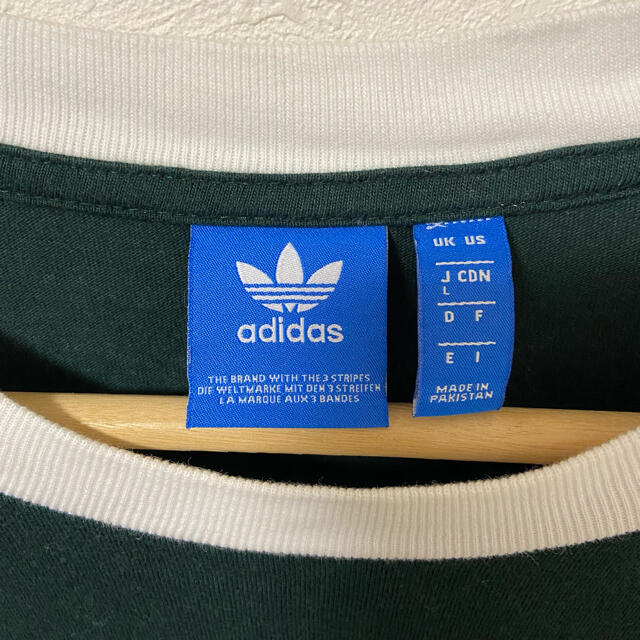 adidas
THE BRAND WITH THE 3 STRIPES
DIE WELTMARKE MIT DEN 3 STREIFEN
LA MARQUE AUX 3 BANDES
UK US
J CDN
L
D F
E I
MADE IN
PAKISTAN